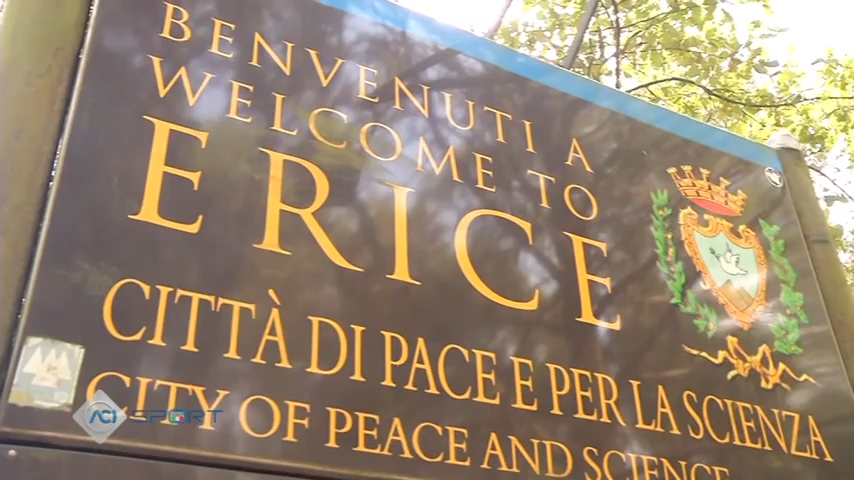 BENVENUTI A
WELCOME TO
ERICE
CITTÀ DI PACE E PER LA SCIENZA
CITY OF PEACE AND SCIENCE
ACI SPORT